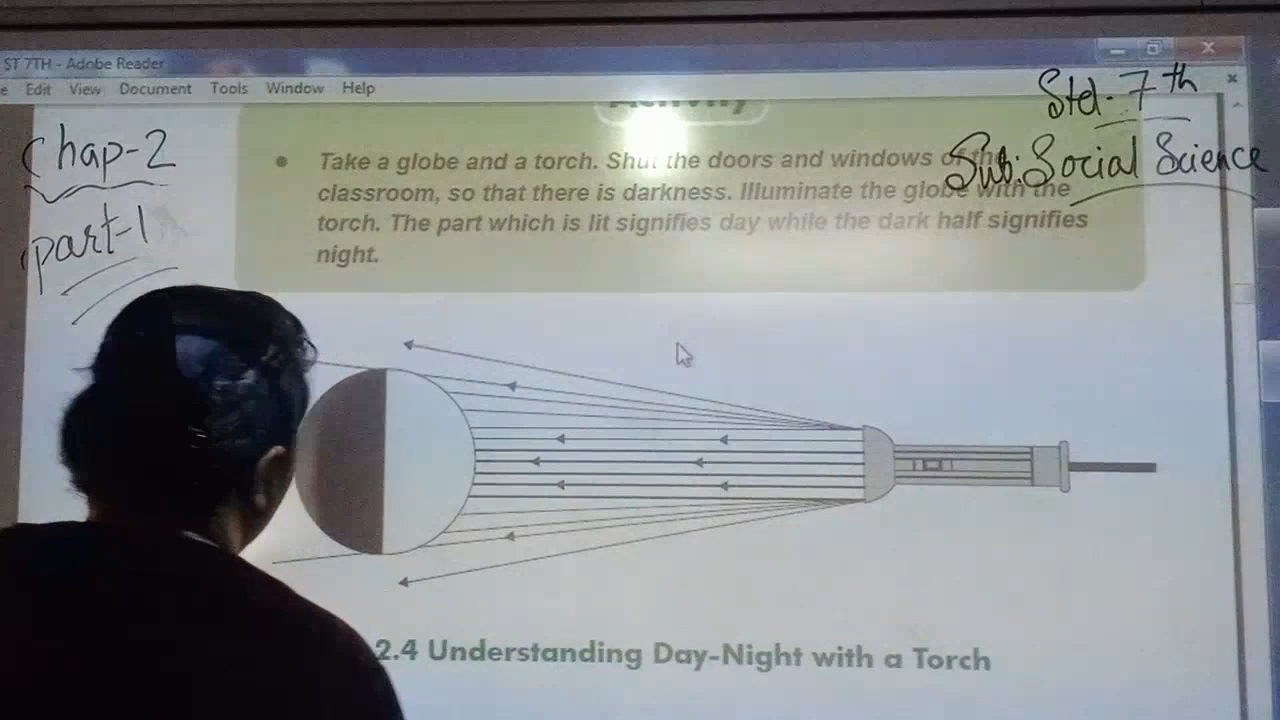 ST 7TH - Adobe Reader
Edit View Document Tools Window Help
Std. 7th
Sub: Social Science
Chap-2
part-1
Activity
• Take a globe and a torch. Shut the doors and windows of the
classroom, so that there is darkness. Illuminate the globe with the
torch. The part which is lit signifies day while the dark half signifies
night.
2.4 Understanding Day-Night with a Torch